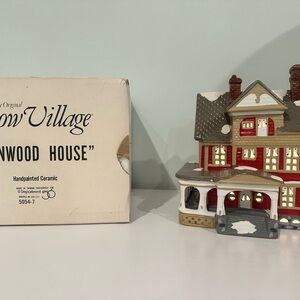 Original
ow Village
NWOOD HOUSE"
Handpainted Ceramic
5054-7